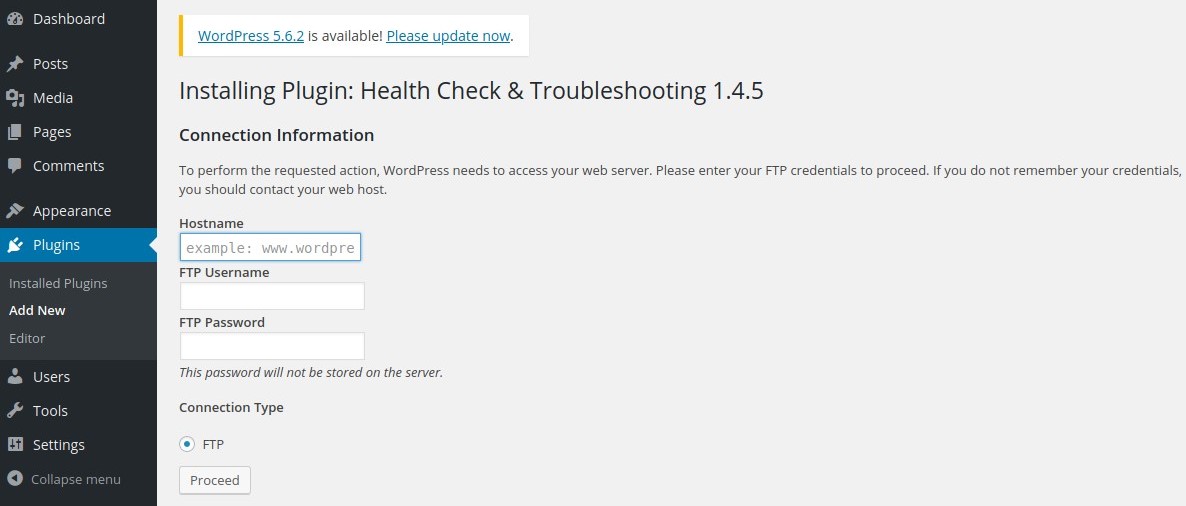 Dashboard
Posts
Media
Pages
Comments
Appearance
Plugins
Installed Plugins
Add New
Editor
Users
Tools
Settings
Collapse menu
WordPress 5.6.2 is available! Please update now.
Installing Plugin: Health Check & Troubleshooting 1.4.5
Connection Information
To perform the requested action, WordPress needs to access your web server. Please enter your FTP credentials to proceed. If you do not remember your credentials,
you should contact your web host.
Hostname
example: www.wordpre
FTP Username
FTP Password
This password will not be stored on the server.
Connection Type
FTP
Proceed